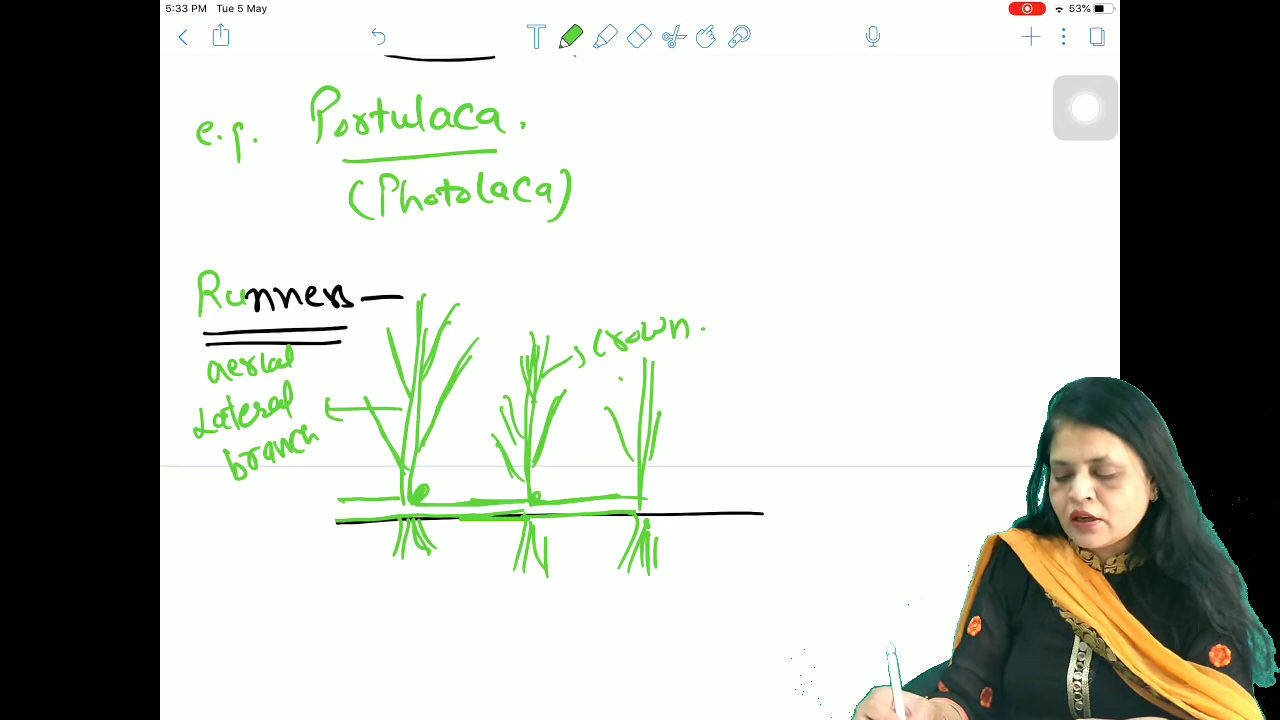 5:33 PM Tue 5 May
53%
T
e.g. Portulaca.
(Photolaca)
Runners —
crown.
aerial
Lateral
branch